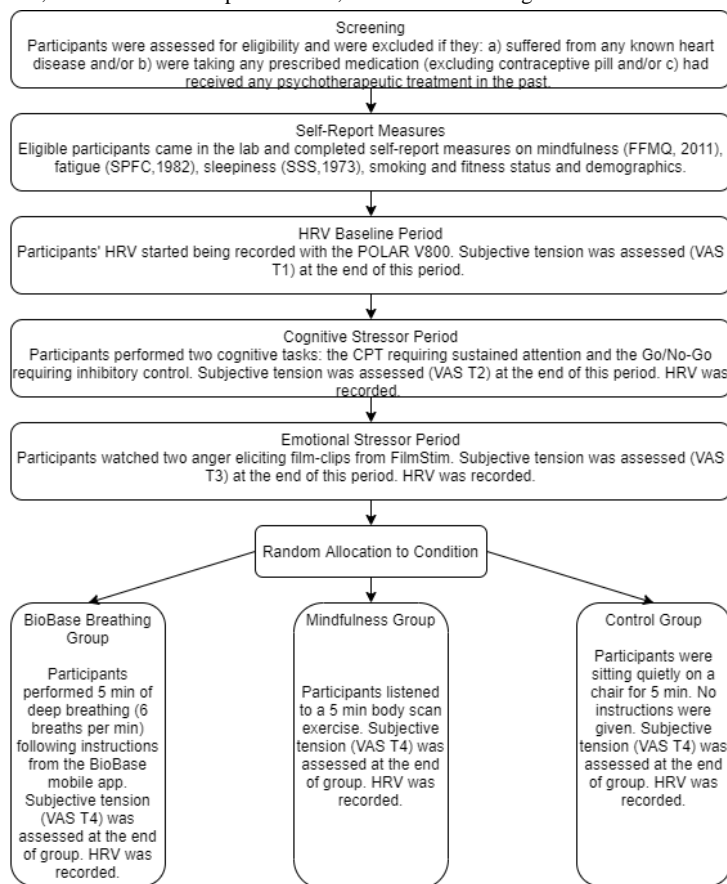 Screening
Participants were assessed for eligibility and were excluded if they: a) suffered from any known heart
disease and/or b) were taking any prescribed medication (excluding contraceptive pill and/or c) had
received any psychotherapeutic treatment in the past.
Self-Report Measures
Eligible participants came in the lab and completed self-report measures on mindfulness (FFMQ, 2011),
fatigue (SPFC,1982), sleepiness (SSS,1973), smoking and fitness status and demographics.
HRV Baseline Period
Participants' HRV started being recorded with the POLAR V800. Subjective tension was assessed (VAS
T1) at the end of this period.
Cognitive Stressor Period
Participants performed two cognitive tasks: the CPT requiring sustained attention and the Go/No-Go
requiring inhibitory control. Subjective tension was assessed (VAS T2) at the end of this period. HRV was
recorded.
Emotional Stressor Period
Participants watched two anger eliciting film-clips from FilmStim. Subjective tension was assessed (VAS
T3) at the end of this period. HRV was recorded.
Random Allocation to Condition
BioBase Breathing
Group
Participants
performed 5 min of
deep breathing (6
breaths per min)
following instructions
from the BioBase
mobile app.
Subjective tension
(VAS T4) was
assessed at the end
of group. HRV was
recorded.
Mindfulness Group
Participants listened
to a 5 min body scan
exercise. Subjective
tension (VAS T4) was
assessed at the end
of group. HRV was
recorded.
Control Group
Participants were
sitting quietly on a
chair for 5 min. No
instructions were
given. Subjective
tension (VAS T4) was
assessed at the end
of group. HRV was
recorded.